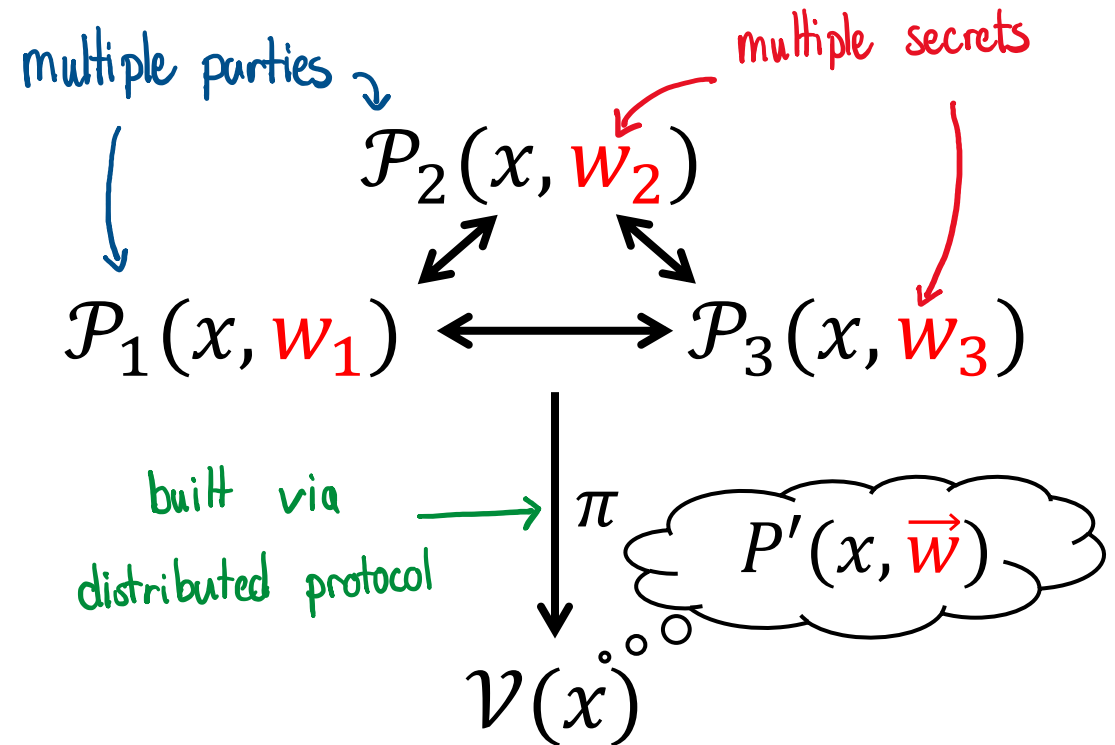 multiple parties
multiple secrets
𝒫₂(x, w₂)
𝒫₁(x, w₁)
𝒫₃(x, w₃)
built via
distributed protocol
π
P′(x, w⃗)
𝒱(x)